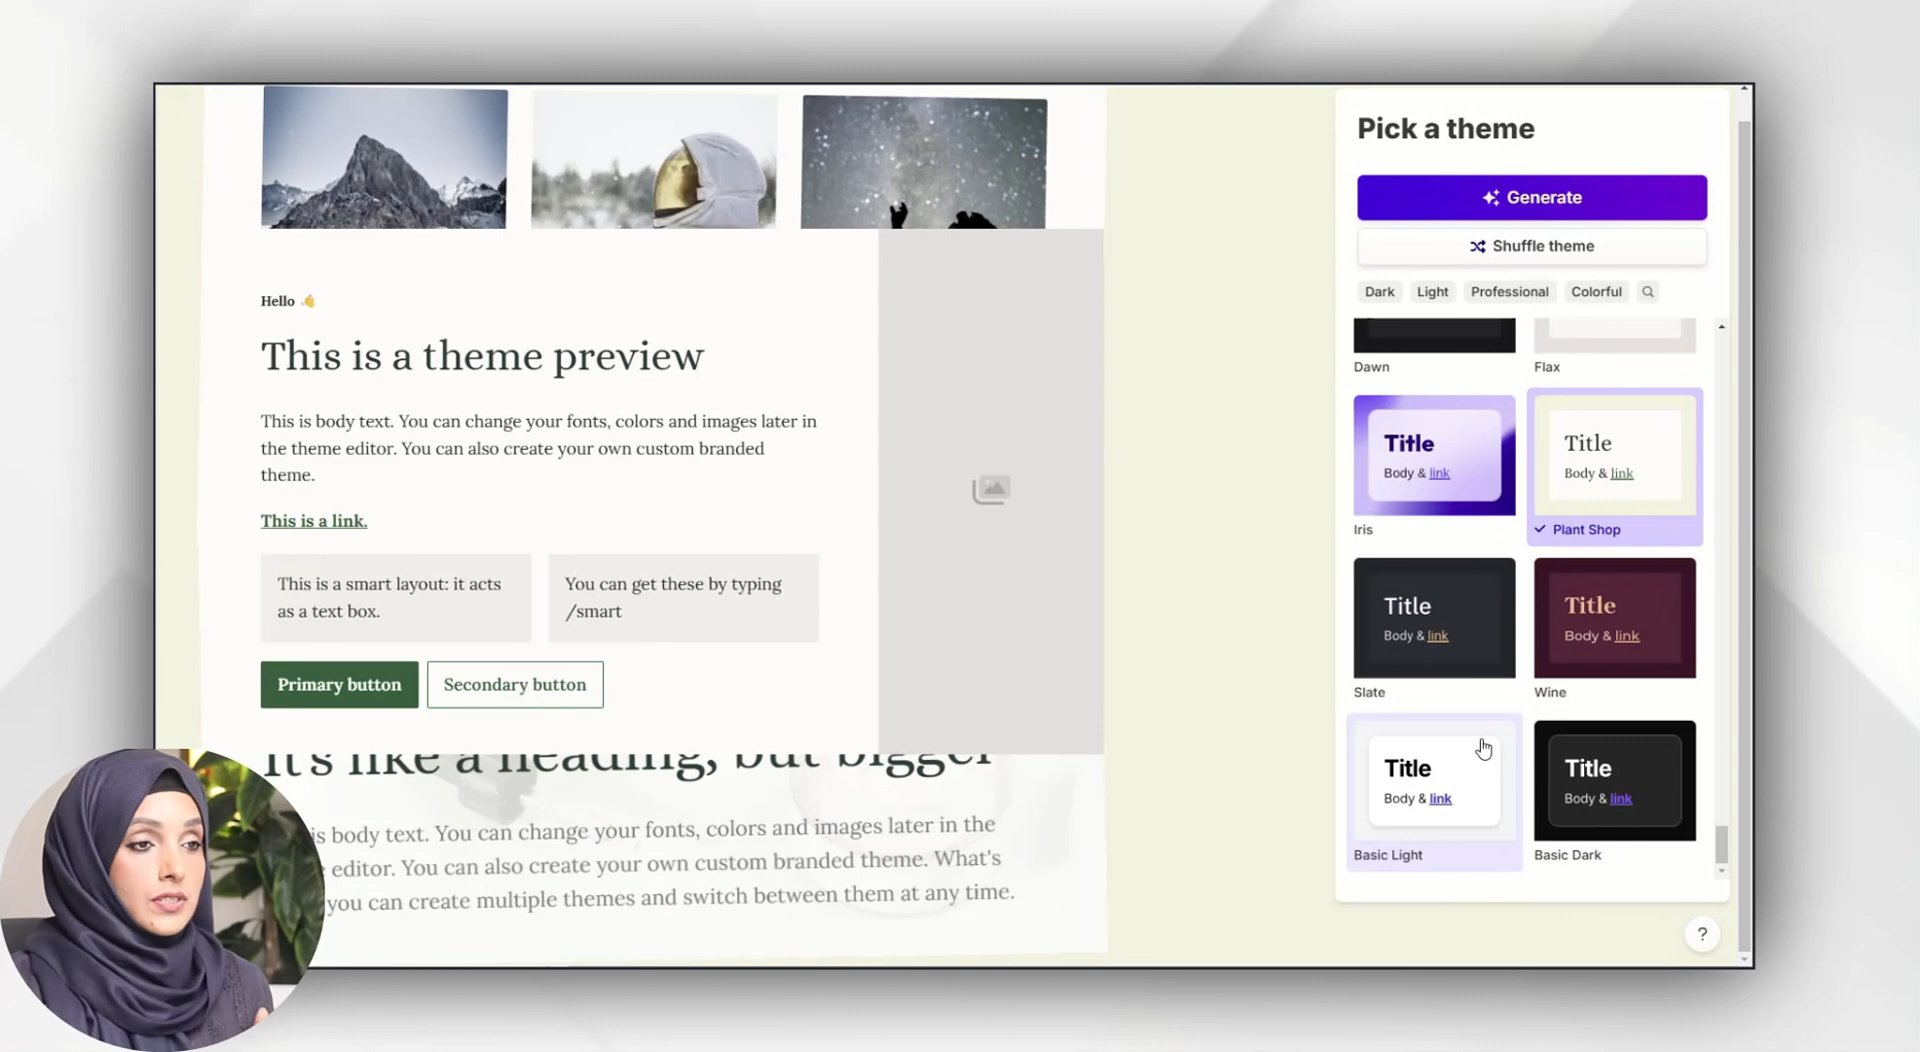 Hello
This is a theme preview
This is body text. You can change your fonts, colors and images later in
the theme editor. You can also create your own custom branded
theme.
This is a link.
This is a smart layout: it acts
as a text box.
You can get these by typing
/smart
Primary button
Secondary button
It's like a heading, but bigger
is body text. You can change your fonts, colors and images later in the
editor. You can also create your own custom branded theme. What's
you can create multiple themes and switch between them at any time.
Pick a theme
Generate
Shuffle theme
Dark
Light
Professional
Colorful
Dawn
Flax
Title
Body & link
Iris
Title
Body & link
Plant Shop
Title
Body & link
Slate
Title
Body & link
Wine
Title
Body & link
Basic Light
Title
Body & link
Basic Dark
?